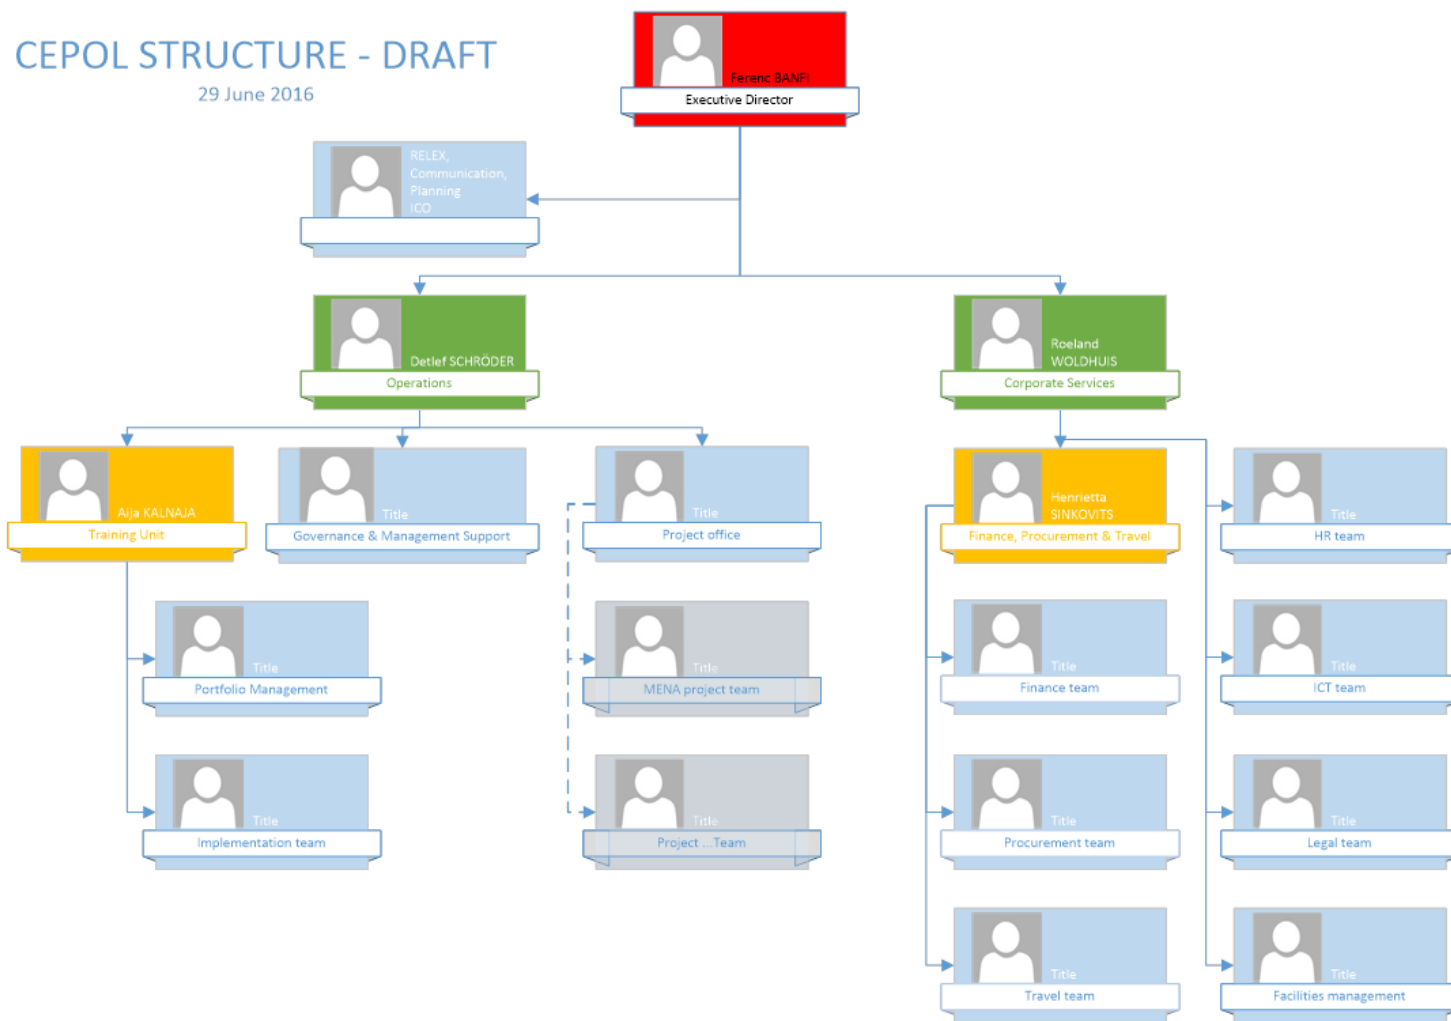 CEPOL STRUCTURE - DRAFT
29 June 2016
Ferenc BANFI
Executive Director
RELEX,
Communication,
Planning
ICO
Detlef SCHRÖDER
Operations
Roeland
WOLDHUIS
Corporate Services
Aija KALNAJA
Training Unit
Title
Governance & Management Support
Title
Project office
Henrietta
SINKOVITS
Finance, Procurement & Travel
Title
HR team
Title
Portfolio Management
Title
MENA project team
Title
Finance team
Title
ICT team
Title
Implementation team
Title
Project ...Team
Title
Procurement team
Title
Legal team
Title
Travel team
Title
Facilities management